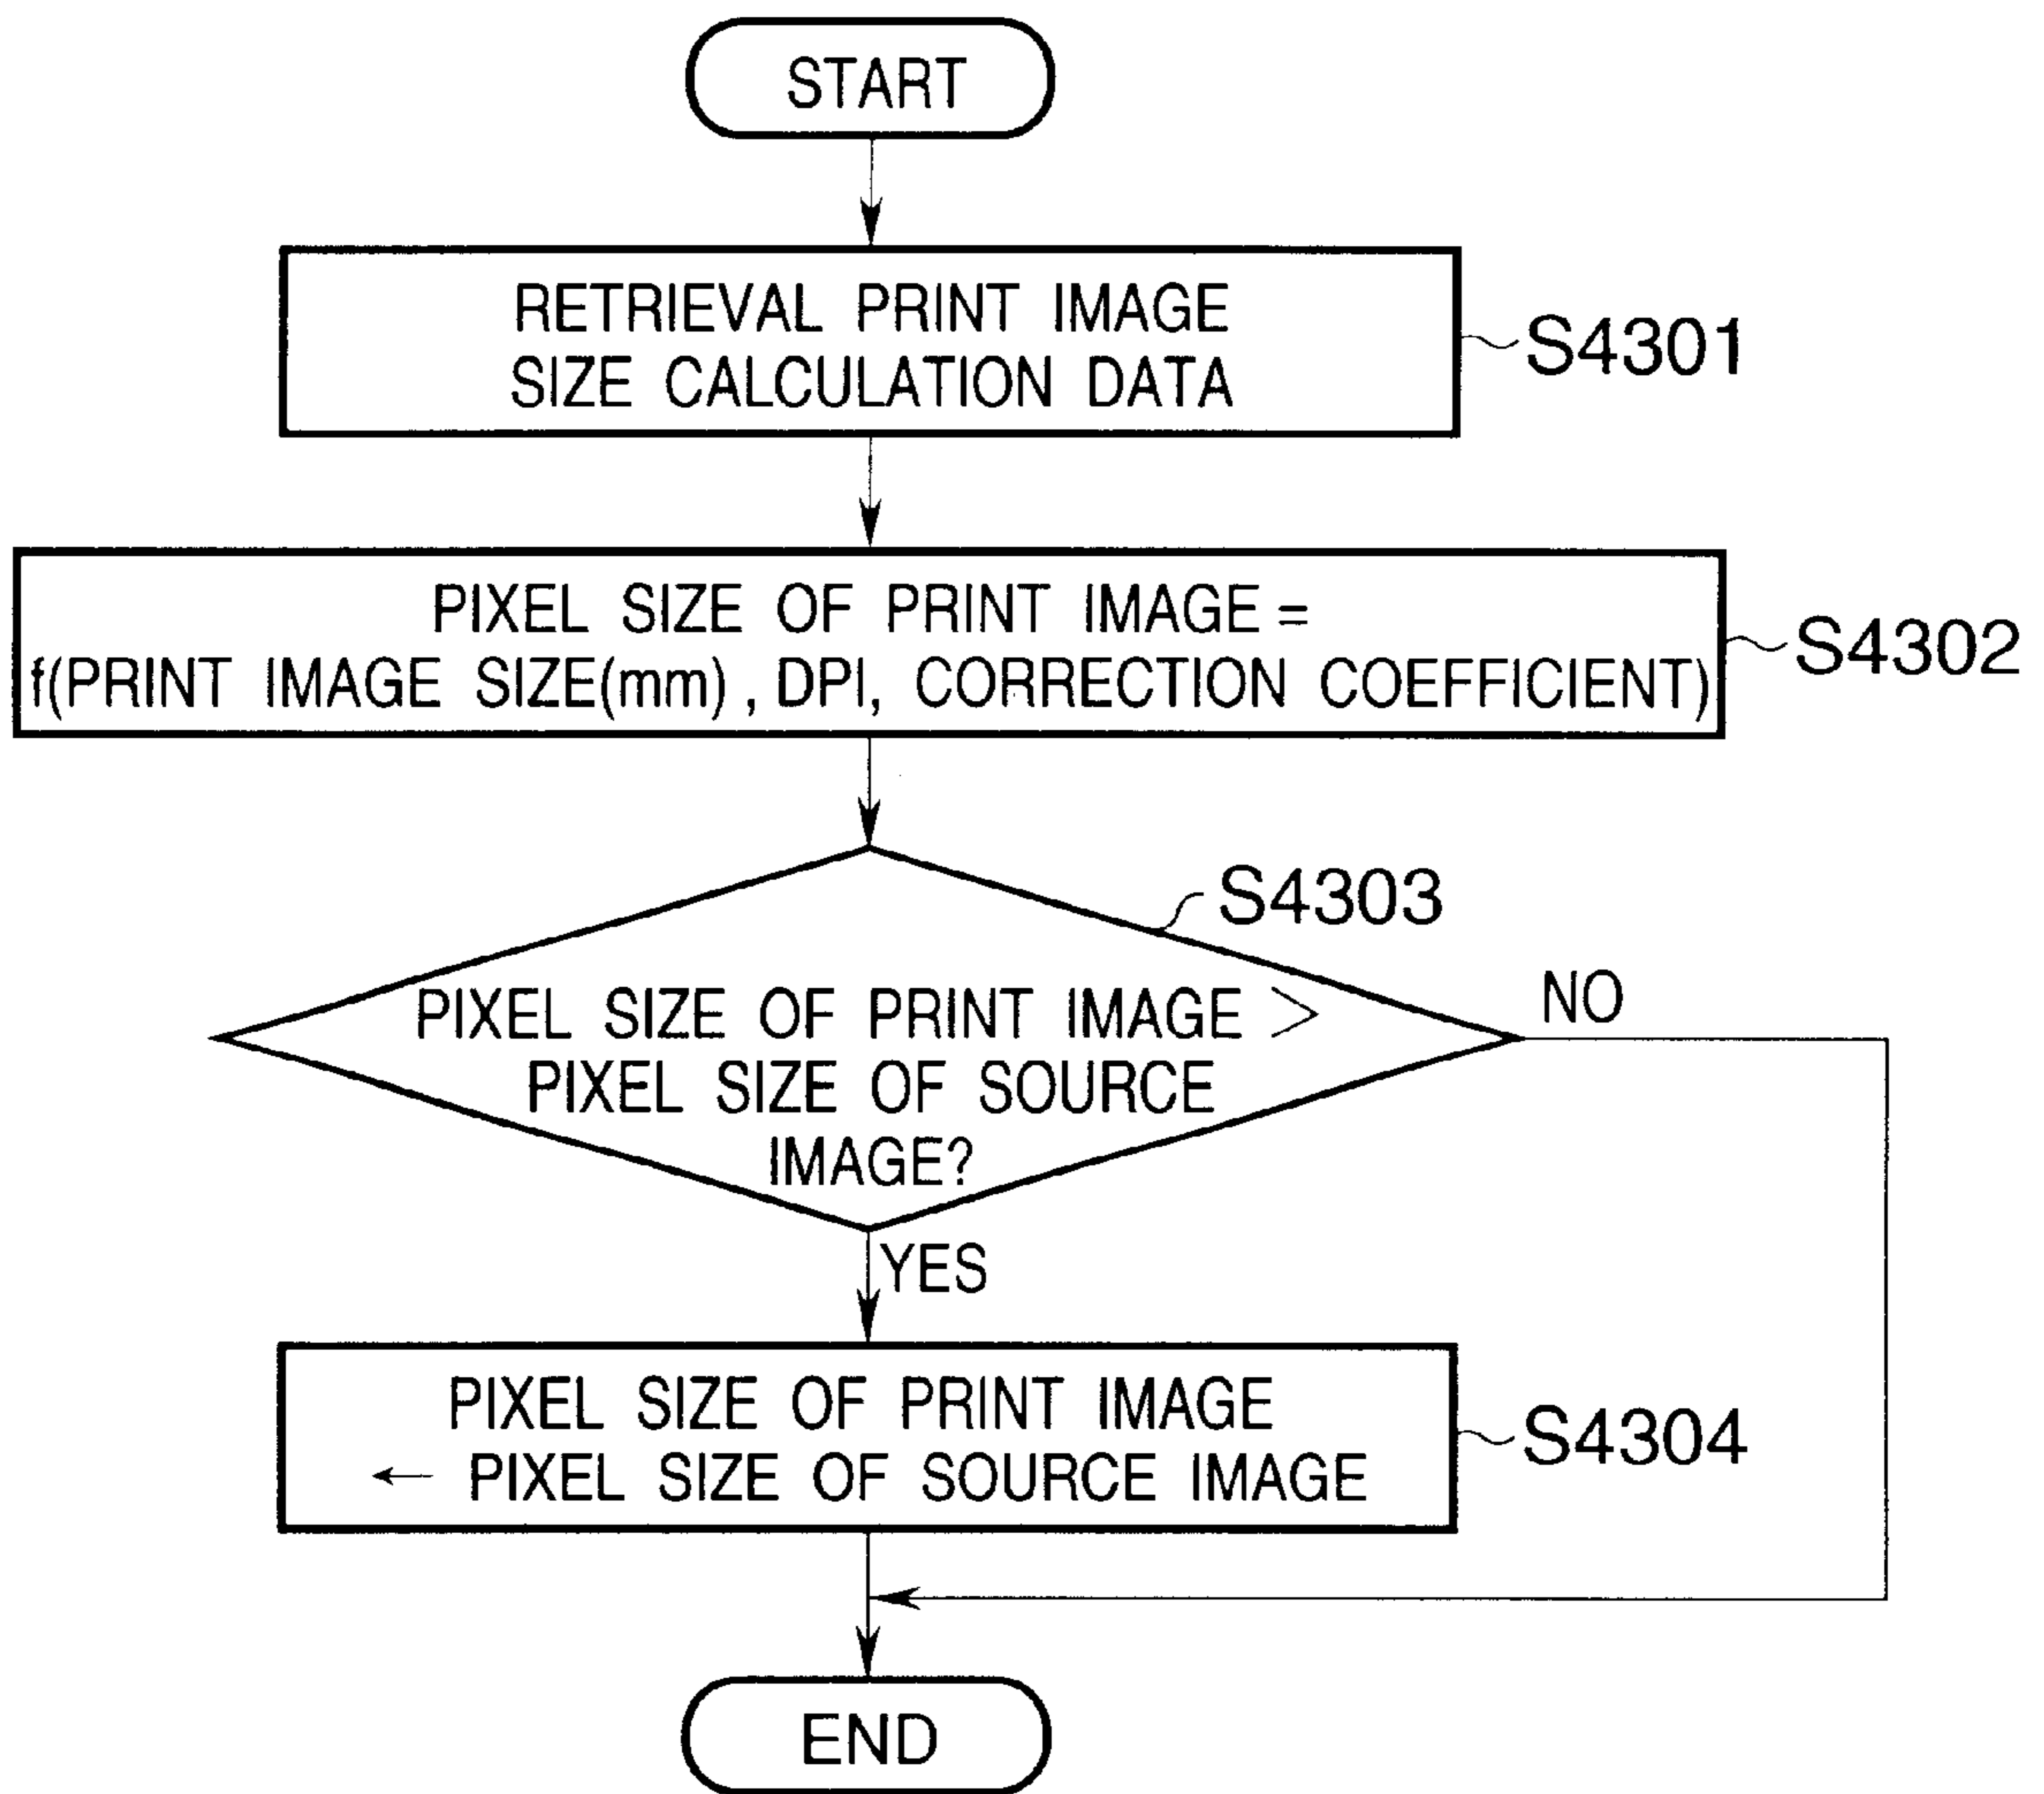 START
RETRIEVAL PRINT IMAGE
SIZE CALCULATION DATA
S4301
PIXEL SIZE OF PRINT IMAGE =
f(PRINT IMAGE SIZE(mm) , DPI, CORRECTION COEFFICIENT)
S4302
S4303
PIXEL SIZE OF PRINT IMAGE >
PIXEL SIZE OF SOURCE
IMAGE?
NO
YES
PIXEL SIZE OF PRINT IMAGE
← PIXEL SIZE OF SOURCE IMAGE
S4304
END